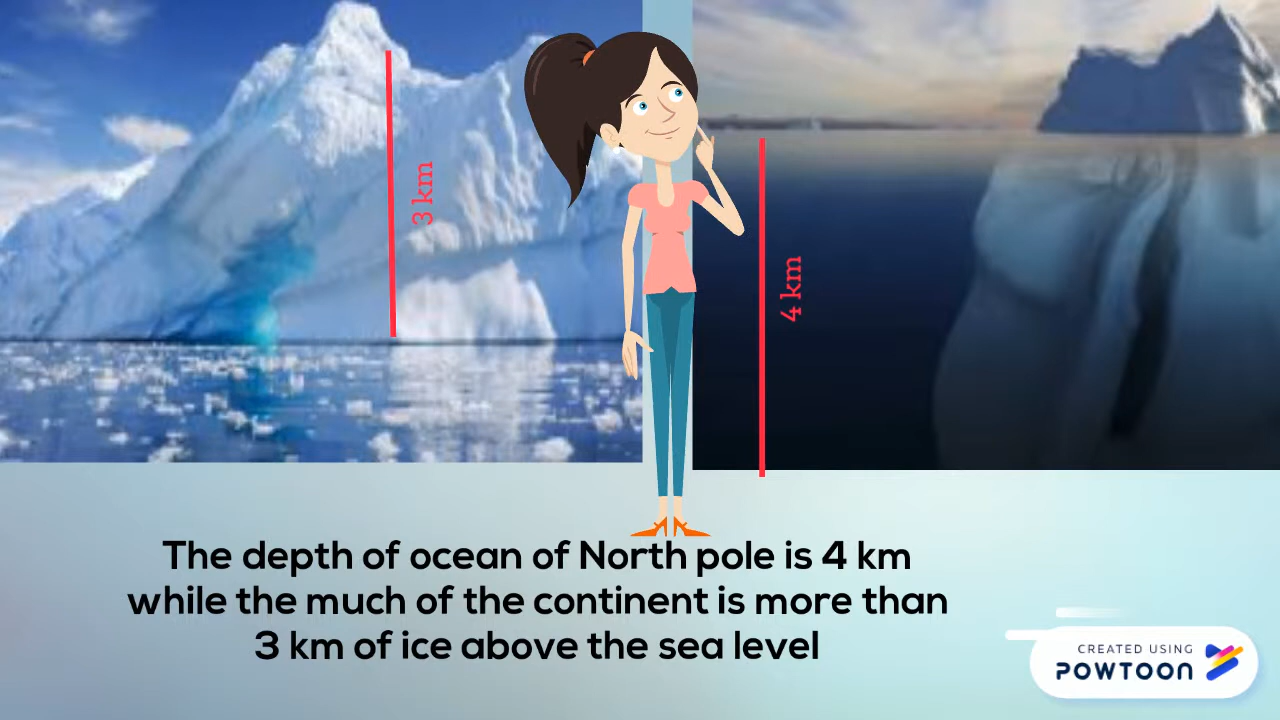 3 km
4 km
The depth of ocean of North pole is 4 km
while the much of the continent is more than
3 km of ice above the sea level
CREATED USING
POWTOON